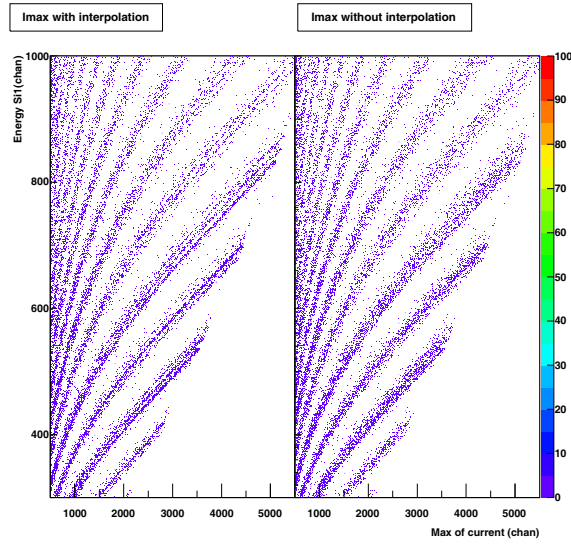 Imax with interpolation
Imax without interpolation
Energy SI1(chan)
1000
800
600
400
1000 2000 3000 4000 5000
1000 2000 3000 4000 5000
100
90
80
70
60
50
40
30
20
10
0
Max of current (chan)